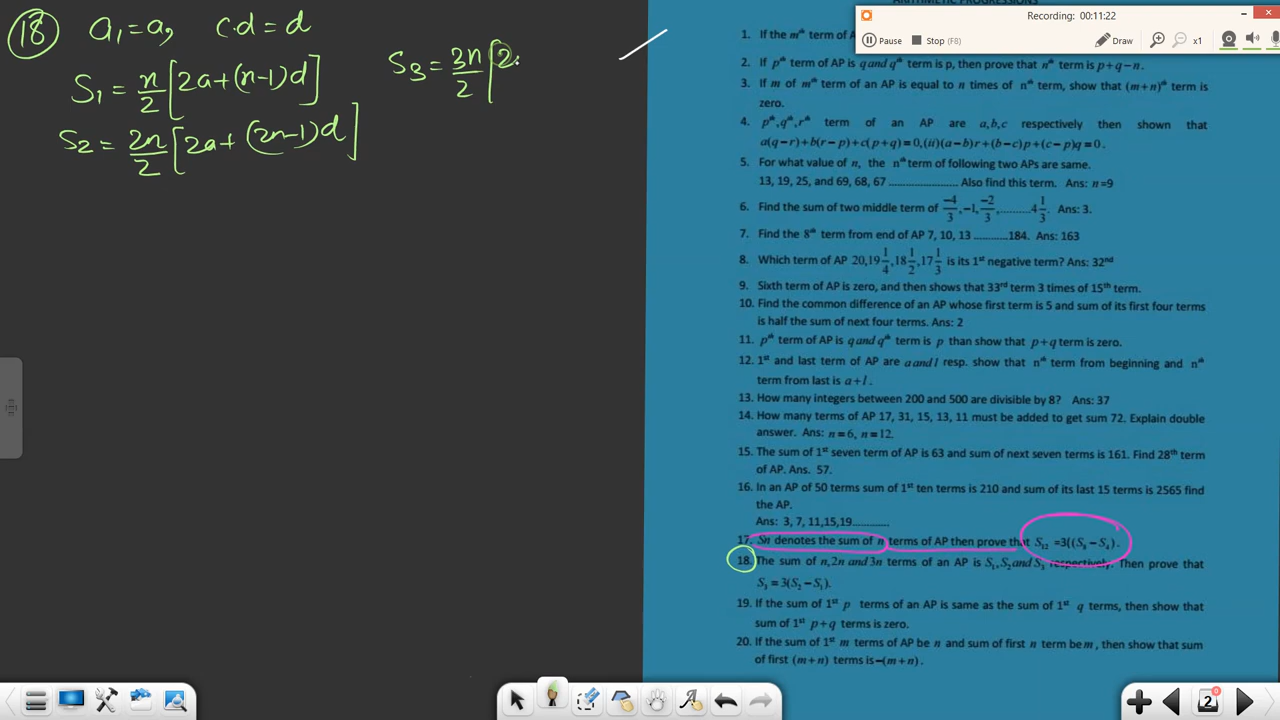 18 a₁ = a, c.d = d
S₁ = n/2 [2a+(n-1)d]
S₂ = 2n/2 [2a+(2n-1)d]
S₃ = 3n/2 [2
Recording: 00:11:22
Pause Stop (F8) Draw x1
ARITHMETIC PROGRESSIONS
1. If the mᵗʰ term of A
2. If pᵗʰ term of AP is q and qᵗʰ term is p, then prove that nᵗʰ term is p+q−n.
3. If m of mᵗʰ term of an AP is equal to n times of nᵗʰ term, show that (m+n)ᵗʰ term is
zero.
4. pᵗʰ,qᵗʰ,rᵗʰ term of an AP are a,b,c respectively then shown that
a(q−r)+b(r−p)+c(p+q)=0,(ii)(a−b)r+(b−c)p+(c−p)q=0.
5. For what value of n, the nᵗʰ term of following two APs are same.
13, 19, 25, and 69, 68, 67 ........................ Also find this term. Ans: n=9
6. Find the sum of two middle term of −4/3,−1,−2/3,..........4 1/3. Ans: 3.
7. Find the 8ᵗʰ term from end of AP 7, 10, 13 ............184. Ans: 163
8. Which term of AP 20,19 1/4,18 1/2,17 1/3 is its 1ˢᵗ negative term? Ans: 32ⁿᵈ
9. Sixth term of AP is zero, and then shows that 33ʳᵈ term 3 times of 15ᵗʰ term.
10. Find the common difference of an AP whose first term is 5 and sum of its first four terms
is half the sum of next four terms. Ans: 2
11. pᵗʰ term of AP is q and qᵗʰ term is p than show that p+q term is zero.
12. 1ˢᵗ and last term of AP are a and l resp. show that nᵗʰ term from beginning and nᵗʰ
term from last is a+l.
13. How many integers between 200 and 500 are divisible by 8? Ans: 37
14. How many terms of AP 17, 31, 15, 13, 11 must be added to get sum 72. Explain double
answer. Ans: n=6, n=12.
15. The sum of 1ˢᵗ seven term of AP is 63 and sum of next seven terms is 161. Find 28ᵗʰ term
of AP. Ans. 57.
16. In an AP of 50 terms sum of 1ˢᵗ ten terms is 210 and sum of its last 15 terms is 2565 find
the AP.
Ans: 3, 7, 11,15,19............
17. Sn denotes the sum of n terms of AP then prove that S₁₂ =3((S₈−S₄).
18. The sum of n,2n and 3n terms of an AP is S₁,S₂ and S₃ respectively. Then prove that
S₃ = 3(S₂−S₁).
19. If the sum of 1ˢᵗ p terms of an AP is same as the sum of 1ˢᵗ q terms, then show that
sum of 1ˢᵗ p+q terms is zero.
20. If the sum of 1ˢᵗ m terms of AP be n and sum of first n term be m, then show that sum
of first (m+n) terms is −(m+n).
2
0